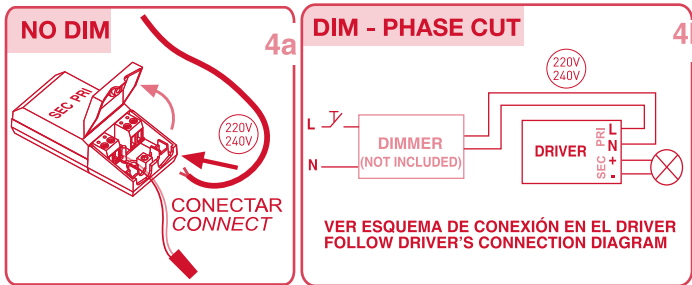 NO DIM
4a
SEC PRI
220V
240V
CONECTAR
CONNECT
DIM - PHASE CUT
4
220V
240V
L
DIMMER
(NOT INCLUDED)
N
DRIVER
SEC PRI
L
N
+
-
VER ESQUEMA DE CONEXIÓN EN EL DRIVER
FOLLOW DRIVER'S CONNECTION DIAGRAM